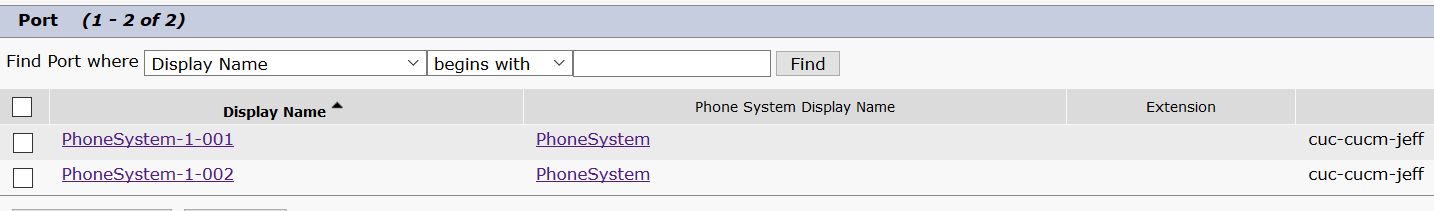 Port (1 - 2 of 2)
Find Port where Display Name begins with Find
Display Name Phone System Display Name Extension
PhoneSystem-1-001 PhoneSystem cuc-cucm-jeff
PhoneSystem-1-002 PhoneSystem cuc-cucm-jeff